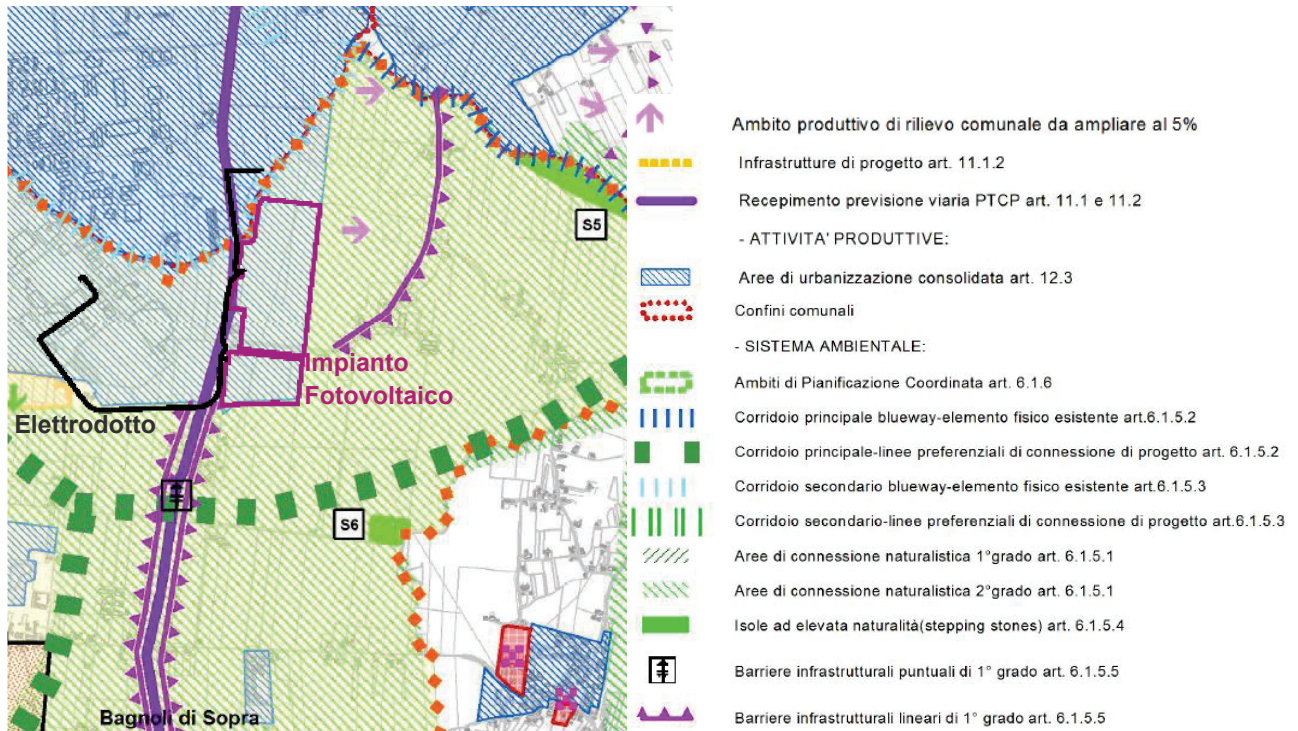 S5
Impianto
Fotovoltaico
Elettrodotto
S6
Bagnoli di Sopra
Ambito produttivo di rilievo comunale da ampliare al 5%
Infrastrutture di progetto art. 11.1.2
Recepimento previsione viaria PTCP art. 11.1 e 11.2
- ATTIVITA' PRODUTTIVE:
Aree di urbanizzazione consolidata art. 12.3
Confini comunali
- SISTEMA AMBIENTALE:
Ambiti di Pianificazione Coordinata art. 6.1.6
Corridoio principale blueway-elemento fisico esistente art.6.1.5.2
Corridoio principale-linee preferenziali di connessione di progetto art. 6.1.5.2
Corridoio secondario blueway-elemento fisico esistente art.6.1.5.3
Corridoio secondario-linee preferenziali di connessione di progetto art.6.1.5.3
Aree di connessione naturalistica 1°grado art. 6.1.5.1
Aree di connessione naturalistica 2°grado art. 6.1.5.1
Isole ad elevata naturalità(stepping stones) art. 6.1.5.4
Barriere infrastrutturali puntuali di 1° grado art. 6.1.5.5
Barriere infrastrutturali lineari di 1° grado art. 6.1.5.5